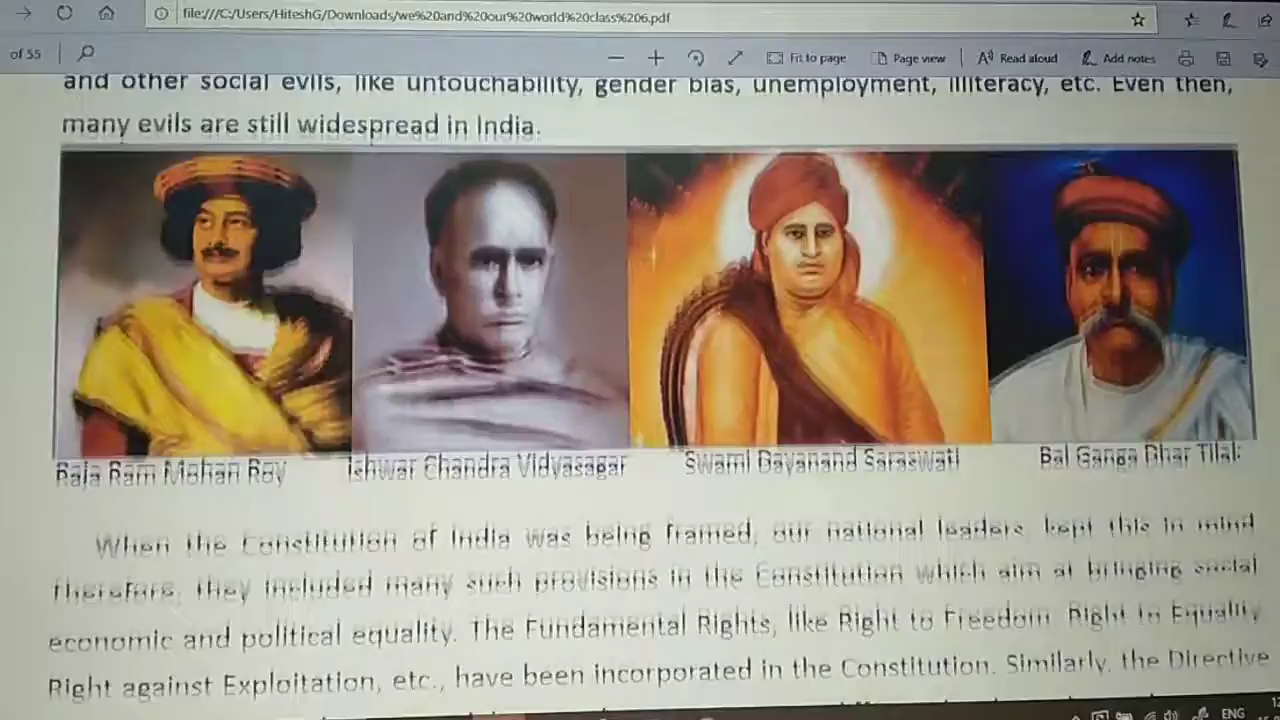 file:///C:/Users/HiteshG/Downloads/we%20and%20our%20world%20class%206.pdf
of 55
Fit to page
Page view
Read aloud
Add notes
and other social evils, like untouchability, gender bias, unemployment, illiteracy, etc. Even then,
many evils are still widespread in India.
Raja Ram Mohan Roy
Ishwar Chandra Vidyasagar
Swami Dayanand Saraswati
Bal Ganga Dhar Tilak
When the Constitution of India was being framed, our national leaders kept this in mind
therefore, they included many such provisions in the Constitution which aim at bringing social
economic and political equality. The Fundamental Rights, like Right to Freedom Right to Equality
Right against Exploitation, etc., have been incorporated in the Constitution. Similarly, the Directive
ENG